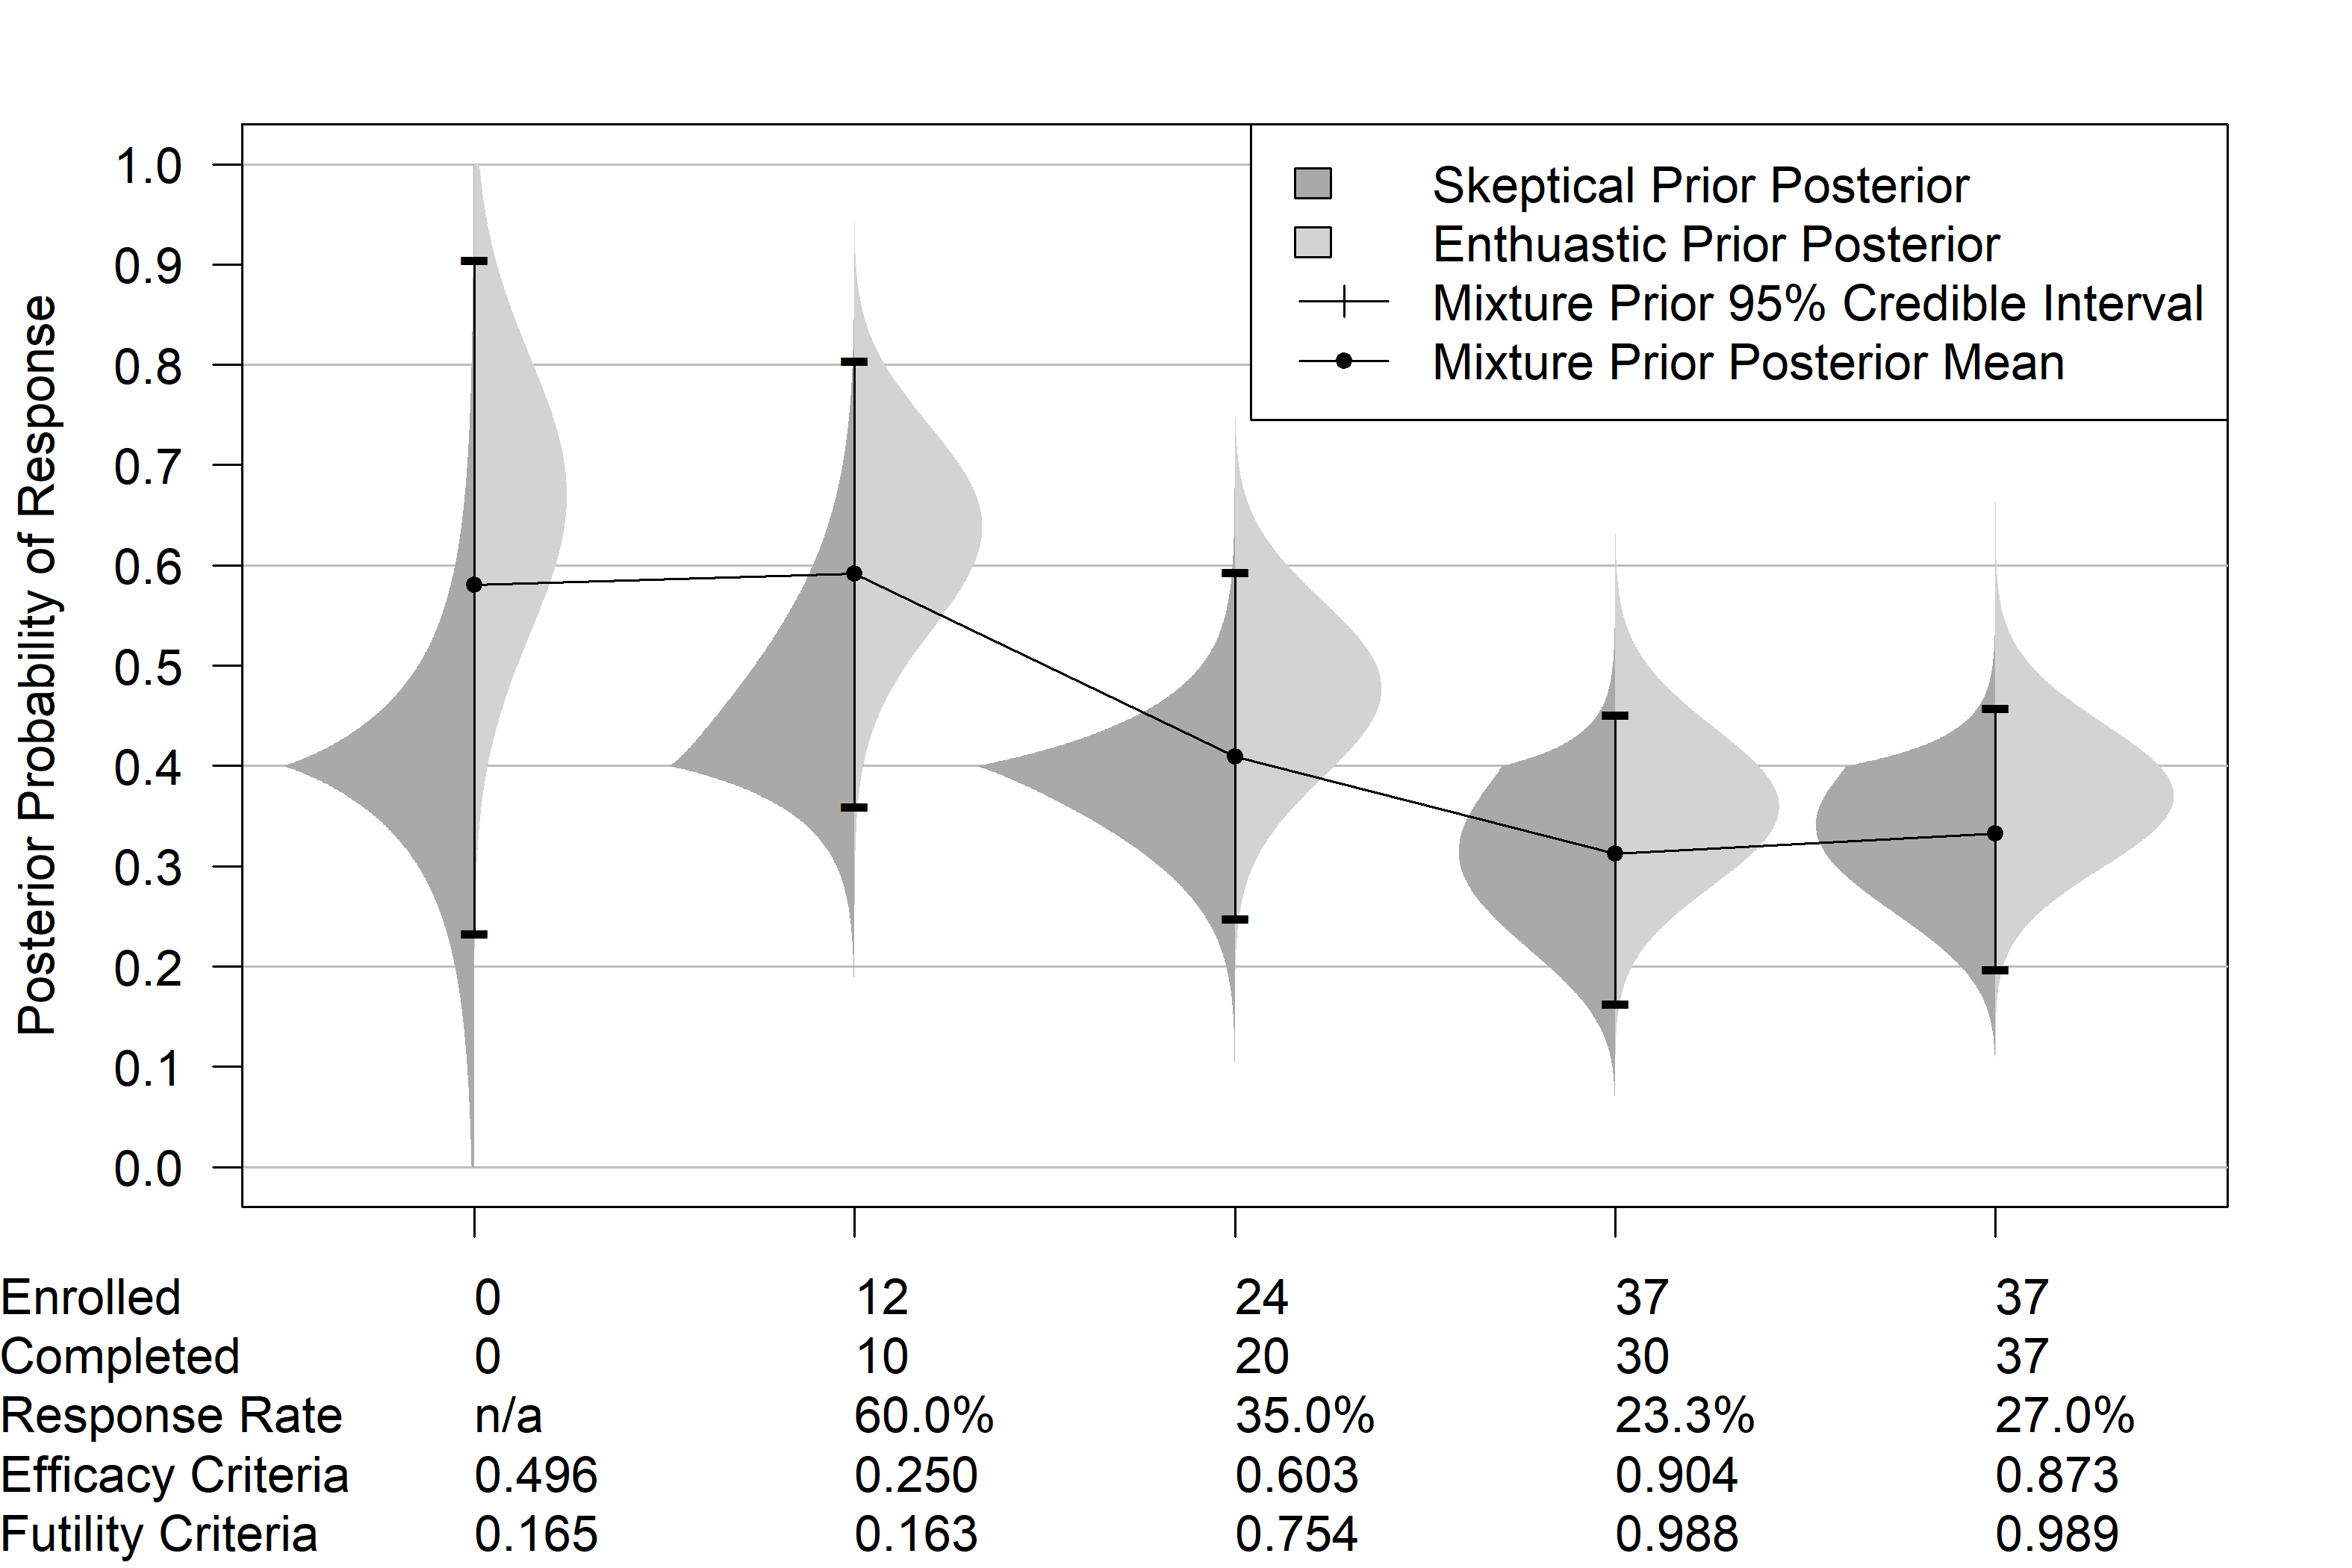 Skeptical Prior Posterior
Enthuastic Prior Posterior
Mixture Prior 95% Credible Interval
Mixture Prior Posterior Mean
Posterior Probability of Response
1.0
0.9
0.8
0.7
0.6
0.5
0.4
0.3
0.2
0.1
0.0
Enrolled 0 12 24 37 37
Completed 0 10 20 30 37
Response Rate n/a 60.0% 35.0% 23.3% 27.0%
Efficacy Criteria 0.496 0.250 0.603 0.904 0.873
Futility Criteria 0.165 0.163 0.754 0.988 0.989